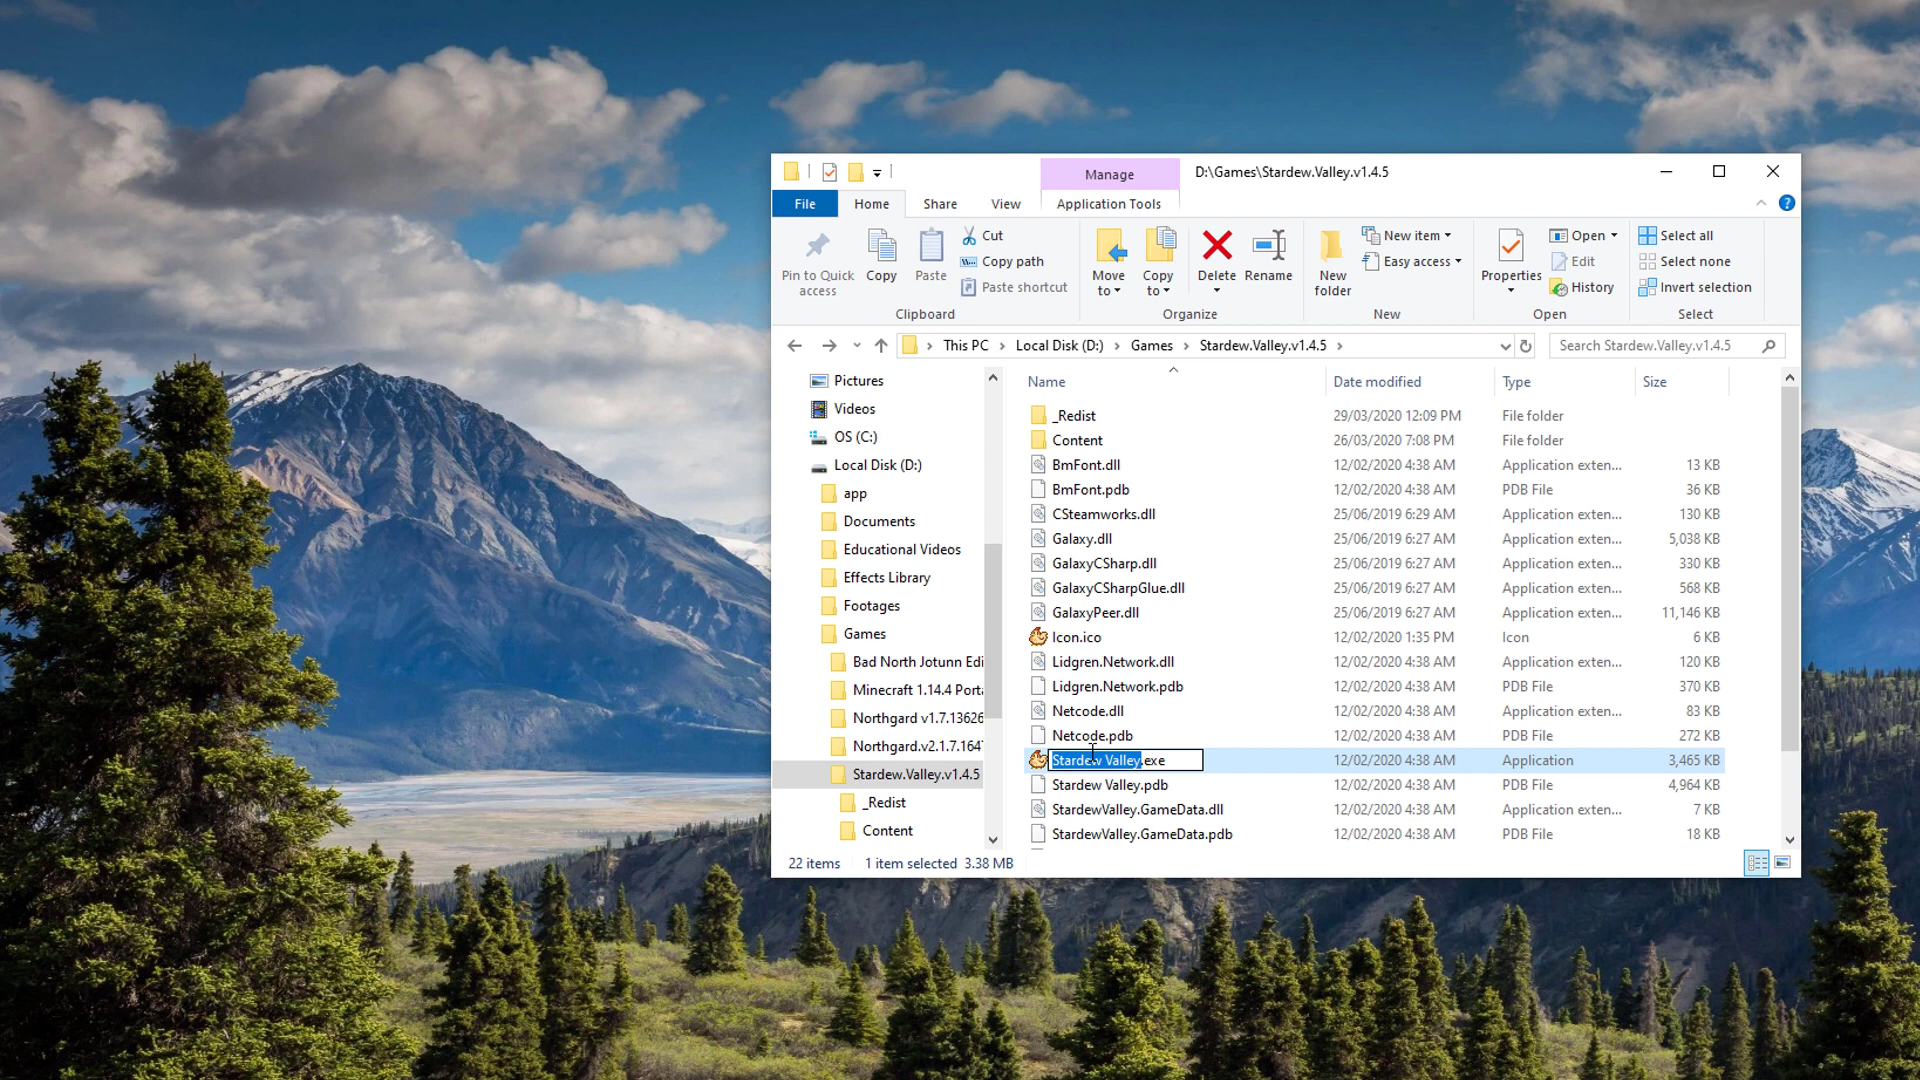 Manage
D:\Games\Stardew.Valley.v1.4.5
File
Home
Share
View
Application Tools
Pin to Quick access
Copy
Paste
Cut
Copy path
Paste shortcut
Clipboard
Move to
Copy to
Delete
Rename
Organize
New folder
New item
Easy access
New
Properties
Open
Edit
History
Open
Select all
Select none
Invert selection
Select
This PC > Local Disk (D:) > Games > Stardew.Valley.v1.4.5 >
Search Stardew.Valley.v1.4.5
Pictures
Videos
OS (C:)
Local Disk (D:)
app
Documents
Educational Videos
Effects Library
Footages
Games
Bad North Jotunn Edi
Minecraft 1.14.4 Port
Northgard v1.7.13626
Northgard.v2.1.7.164
Stardew.Valley.v1.4.5
_Redist
Content
Name Date modified Type Size
_Redist 29/03/2020 12:09 PM File folder
Content 26/03/2020 7:08 PM File folder
BmFont.dll 12/02/2020 4:38 AM Application exten... 13 KB
BmFont.pdb 12/02/2020 4:38 AM PDB File 36 KB
CSteamworks.dll 25/06/2019 6:29 AM Application exten... 130 KB
Galaxy.dll 25/06/2019 6:27 AM Application exten... 5,038 KB
GalaxyCSharp.dll 25/06/2019 6:27 AM Application exten... 330 KB
GalaxyCSharpGlue.dll 25/06/2019 6:27 AM Application exten... 568 KB
GalaxyPeer.dll 25/06/2019 6:27 AM Application exten... 11,146 KB
Icon.ico 12/02/2020 1:35 PM Icon 6 KB
Lidgren.Network.dll 12/02/2020 4:38 AM Application exten... 120 KB
Lidgren.Network.pdb 12/02/2020 4:38 AM PDB File 370 KB
Netcode.dll 12/02/2020 4:38 AM Application exten... 83 KB
Netcode.pdb 12/02/2020 4:38 AM PDB File 272 KB
Stardew Valley.exe 12/02/2020 4:38 AM Application 3,465 KB
Stardew Valley.pdb 12/02/2020 4:38 AM PDB File 4,964 KB
StardewValley.GameData.dll 12/02/2020 4:38 AM Application exten... 7 KB
StardewValley.GameData.pdb 12/02/2020 4:38 AM PDB File 18 KB
22 items 1 item selected 3.38 MB